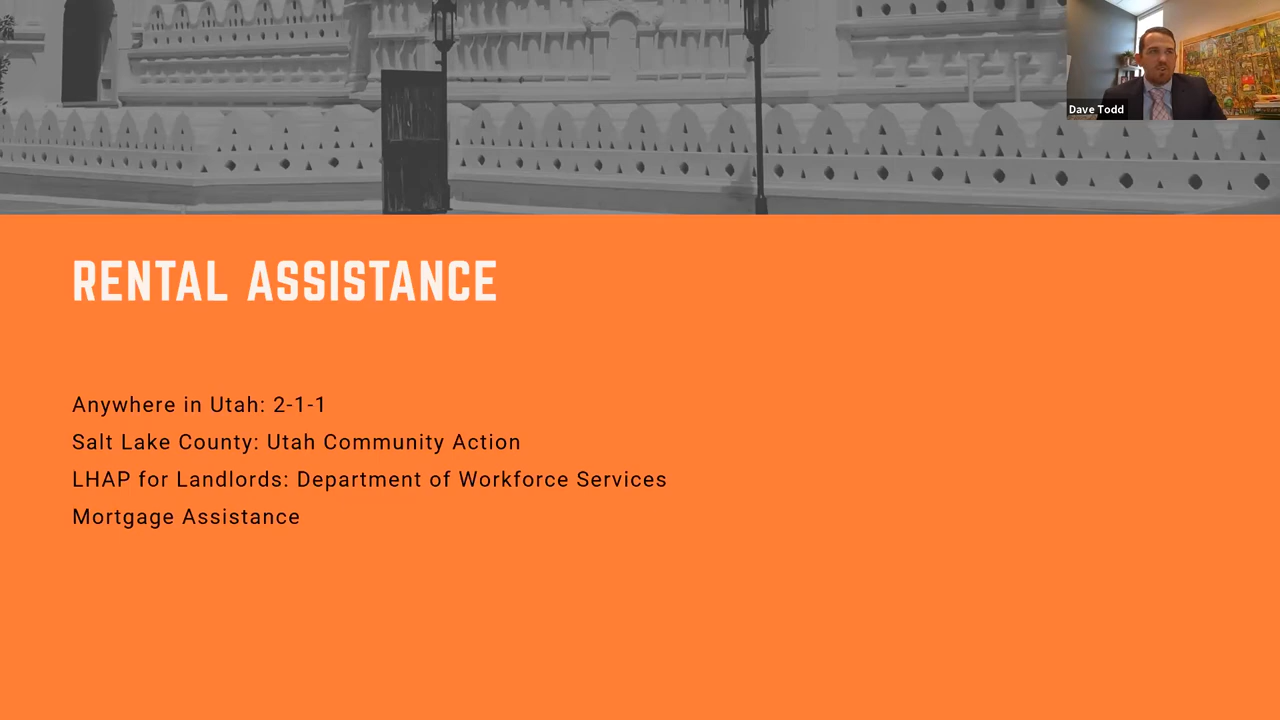 Dave Todd
RENTAL ASSISTANCE
Anywhere in Utah: 2-1-1
Salt Lake County: Utah Community Action
LHAP for Landlords: Department of Workforce Services
Mortgage Assistance